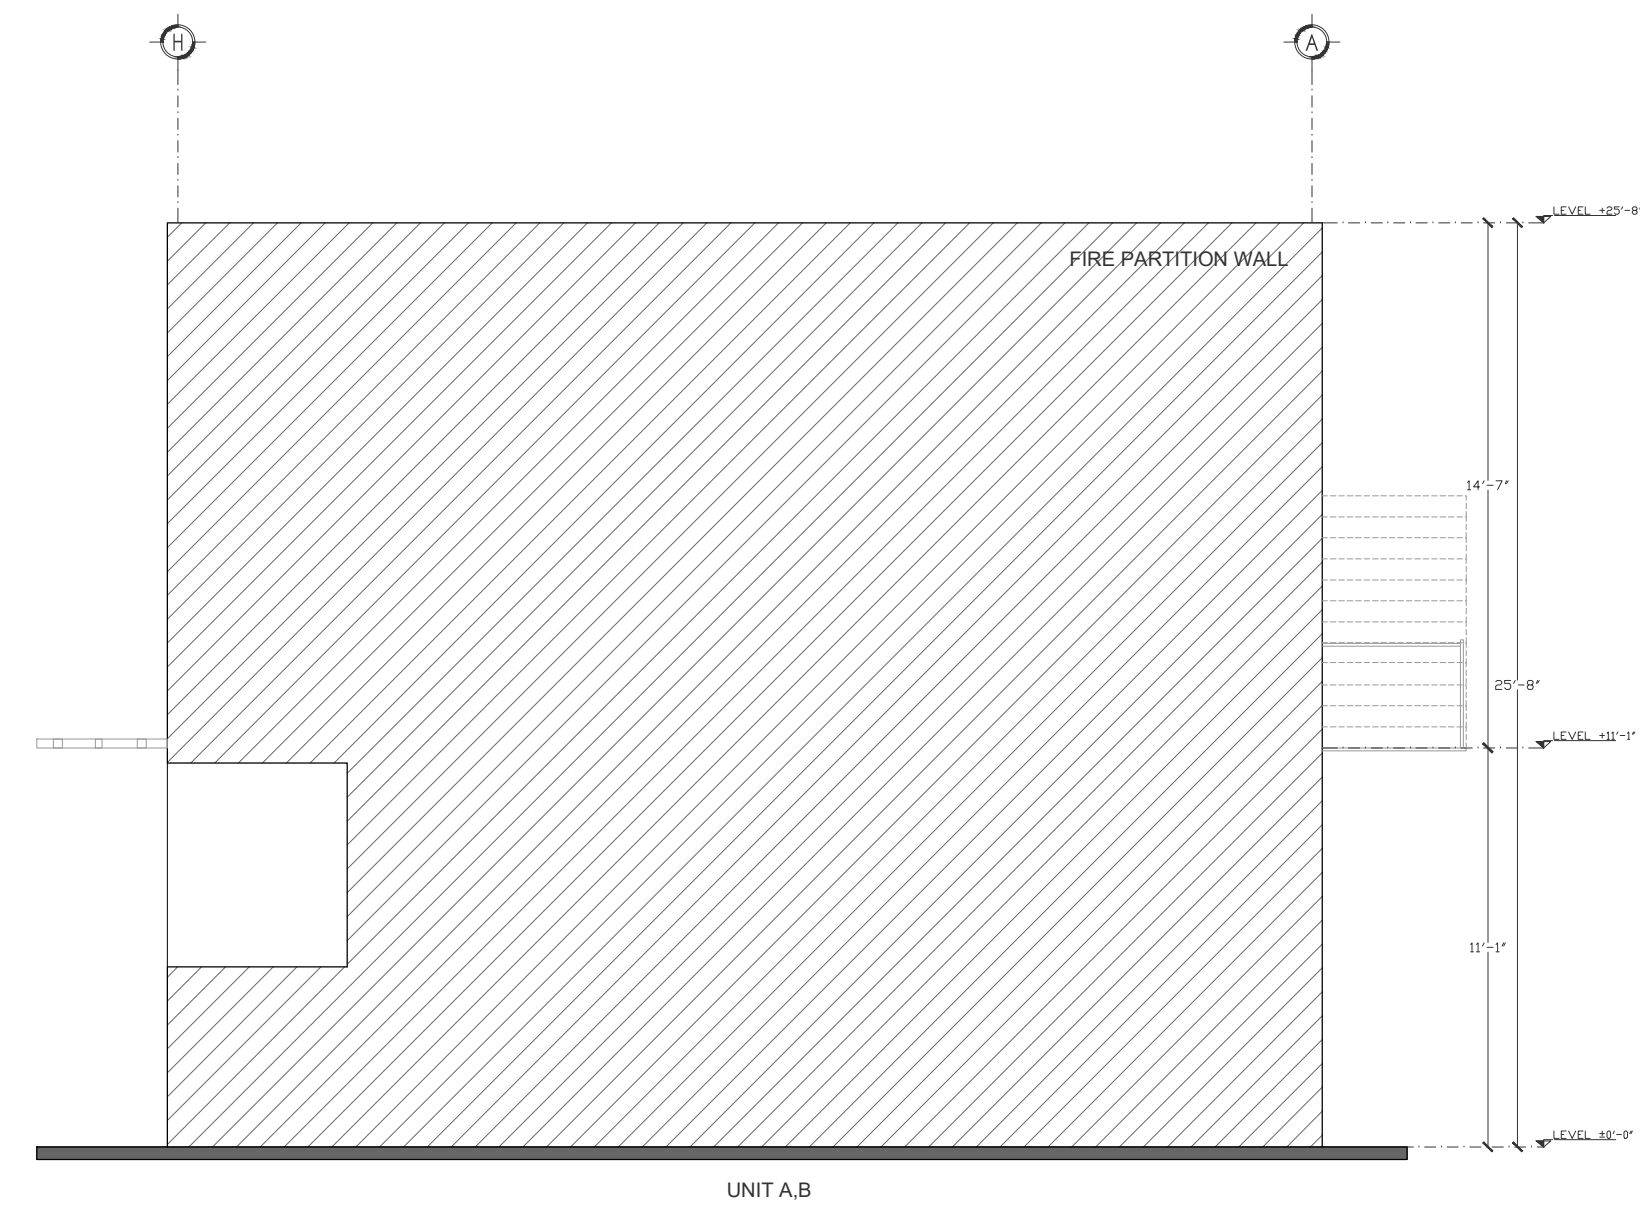 H
A
LEVEL +25'-8"
FIRE PARTITION WALL
14'-7"
25'-8"
LEVEL +11'-1"
11'-1"
LEVEL ±0'-0"
UNIT A,B